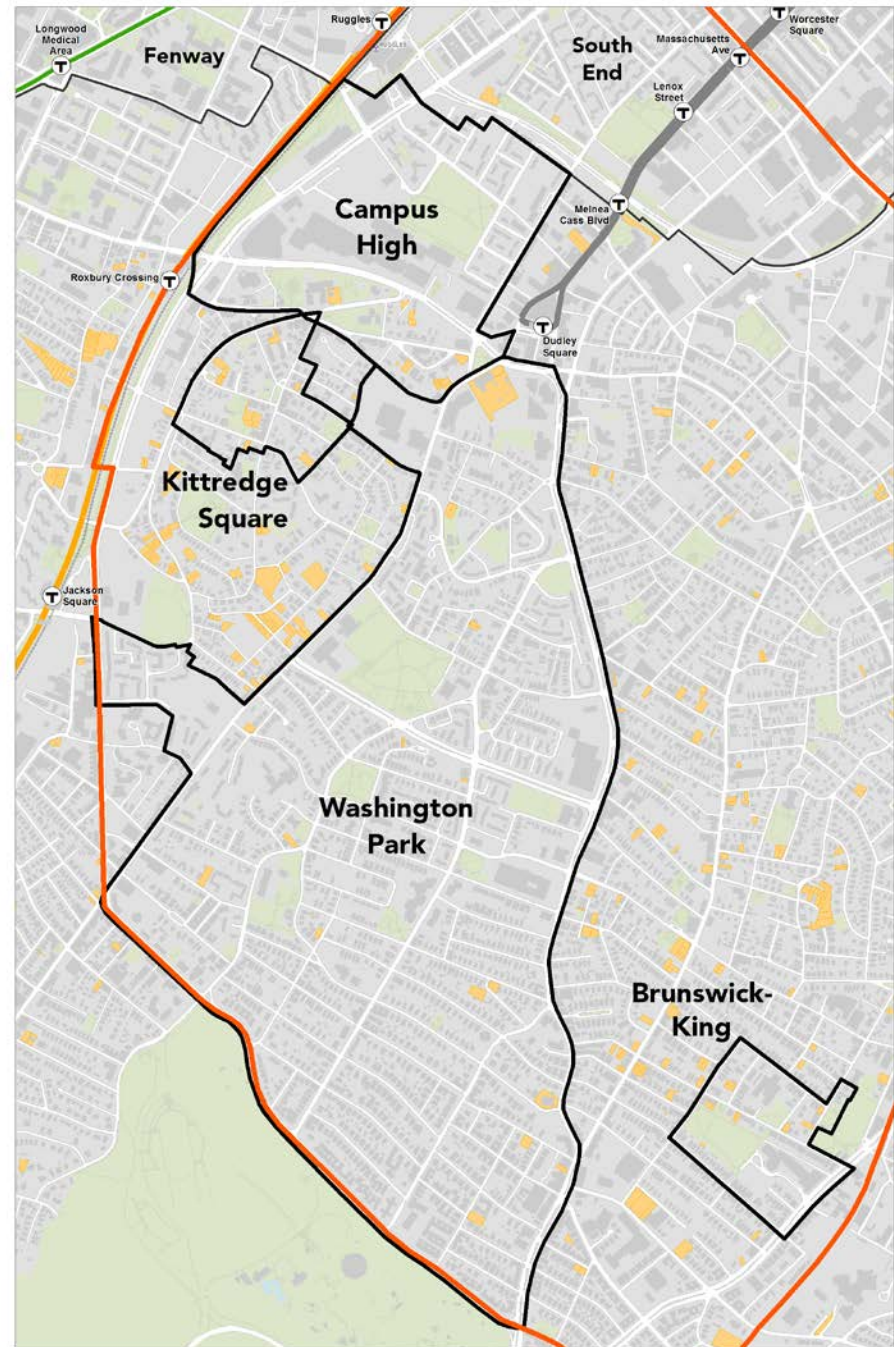 Ruggles
RUGGLES
Worcester
Square
Longwood
Medical
Area
Fenway
South
End
Massachusetts
Ave
Lenox
Street
Campus
High
Melnea
Cass Blvd
Roxbury Crossing
Dudley
Square
Kittredge
Square
Jackson
Square
Washington
Park
Brunswick-
King
T
T
T
T
T
T
T
T
T